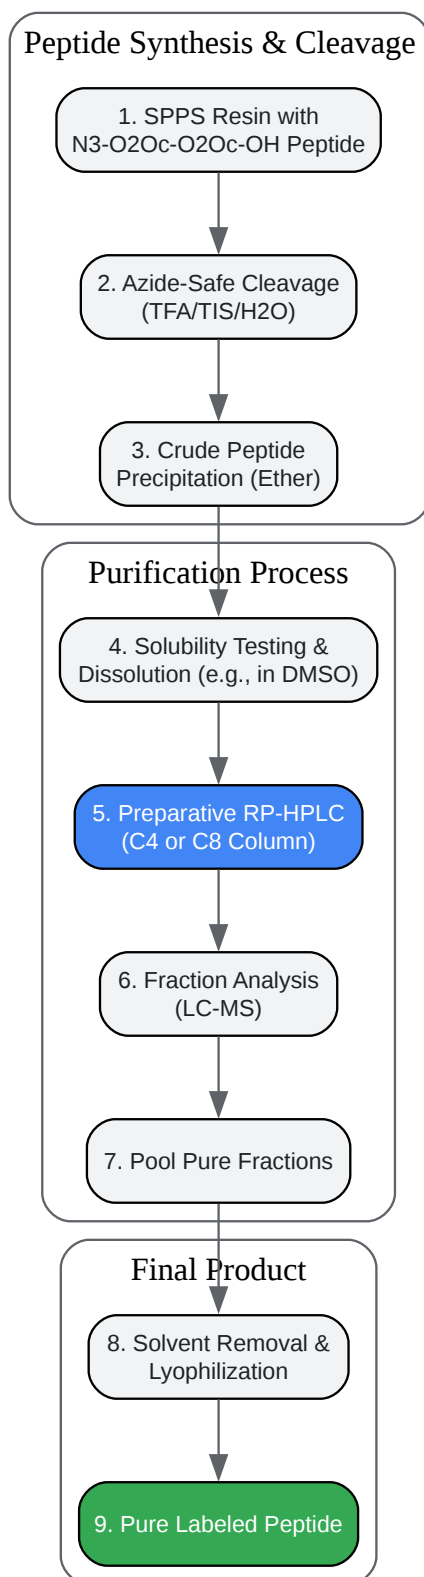 Peptide Synthesis & Cleavage
1. SPPS Resin with
N3-O2Oc-O2Oc-OH Peptide
2. Azide-Safe Cleavage
(TFA/TIS/H2O)
3. Crude Peptide
Precipitation (Ether)
Purification Process
4. Solubility Testing &
Dissolution (e.g., in DMSO)
5. Preparative RP-HPLC
(C4 or C8 Column)
6. Fraction Analysis
(LC-MS)
7. Pool Pure Fractions
Final Product
8. Solvent Removal &
Lyophilization
9. Pure Labeled Peptide